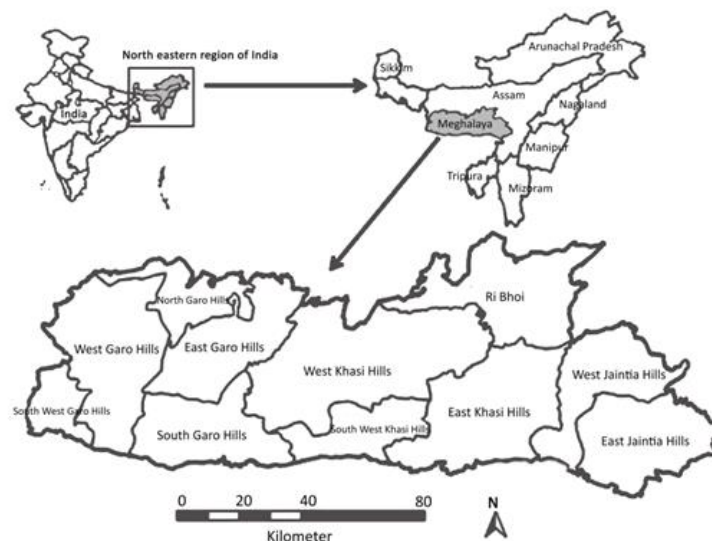 North eastern region of India
India
Sikkim
Arunachal Pradesh
Assam
Nagaland
Meghalaya
Manipur
Tripura
Mizoram
North Garo Hills
Ri Bhoi
West Garo Hills
East Garo Hills
West Khasi Hills
West Jaintia Hills
South West Garo Hills
East Khasi Hills
South Garo Hills
South West Khasi Hills
East Jaintia Hills
0 10 20 40 80
Kilometer
N